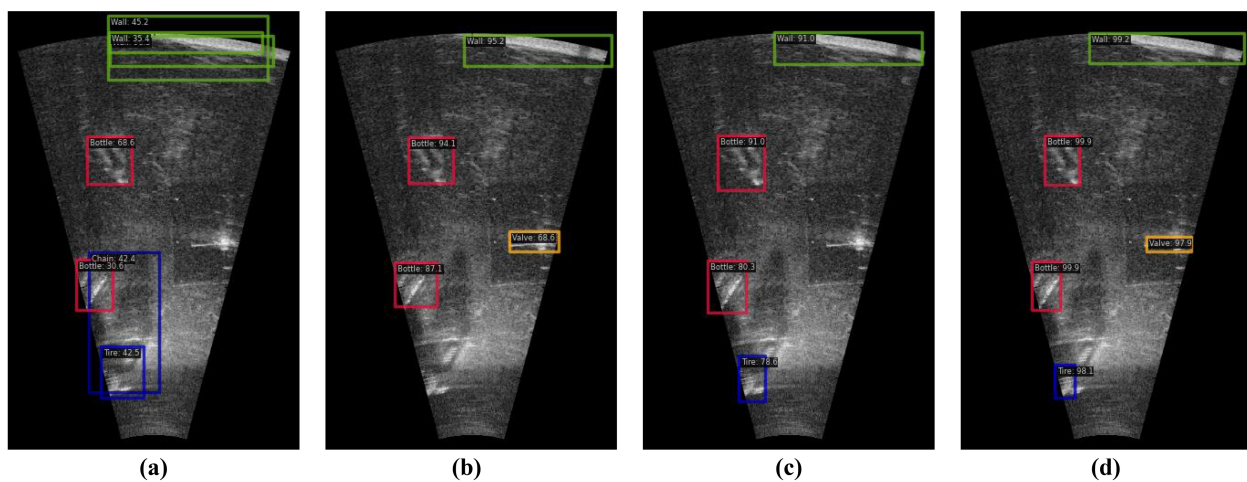 Wall: 45.2
Wall: 35.4
Bottle: 68.6
Chain: 42.4
Bottle: 30.6
Tire: 42.5
(a)
Wall: 95.2
Bottle: 94.1
Valve: 68.6
Bottle: 87.1
(b)
Wall: 91.0
Bottle: 91.0
Bottle: 80.3
Tire: 78.6
(c)
Wall: 99.2
Bottle: 99.9
Valve: 97.9
Bottle: 99.9
Tire: 98.1
(d)